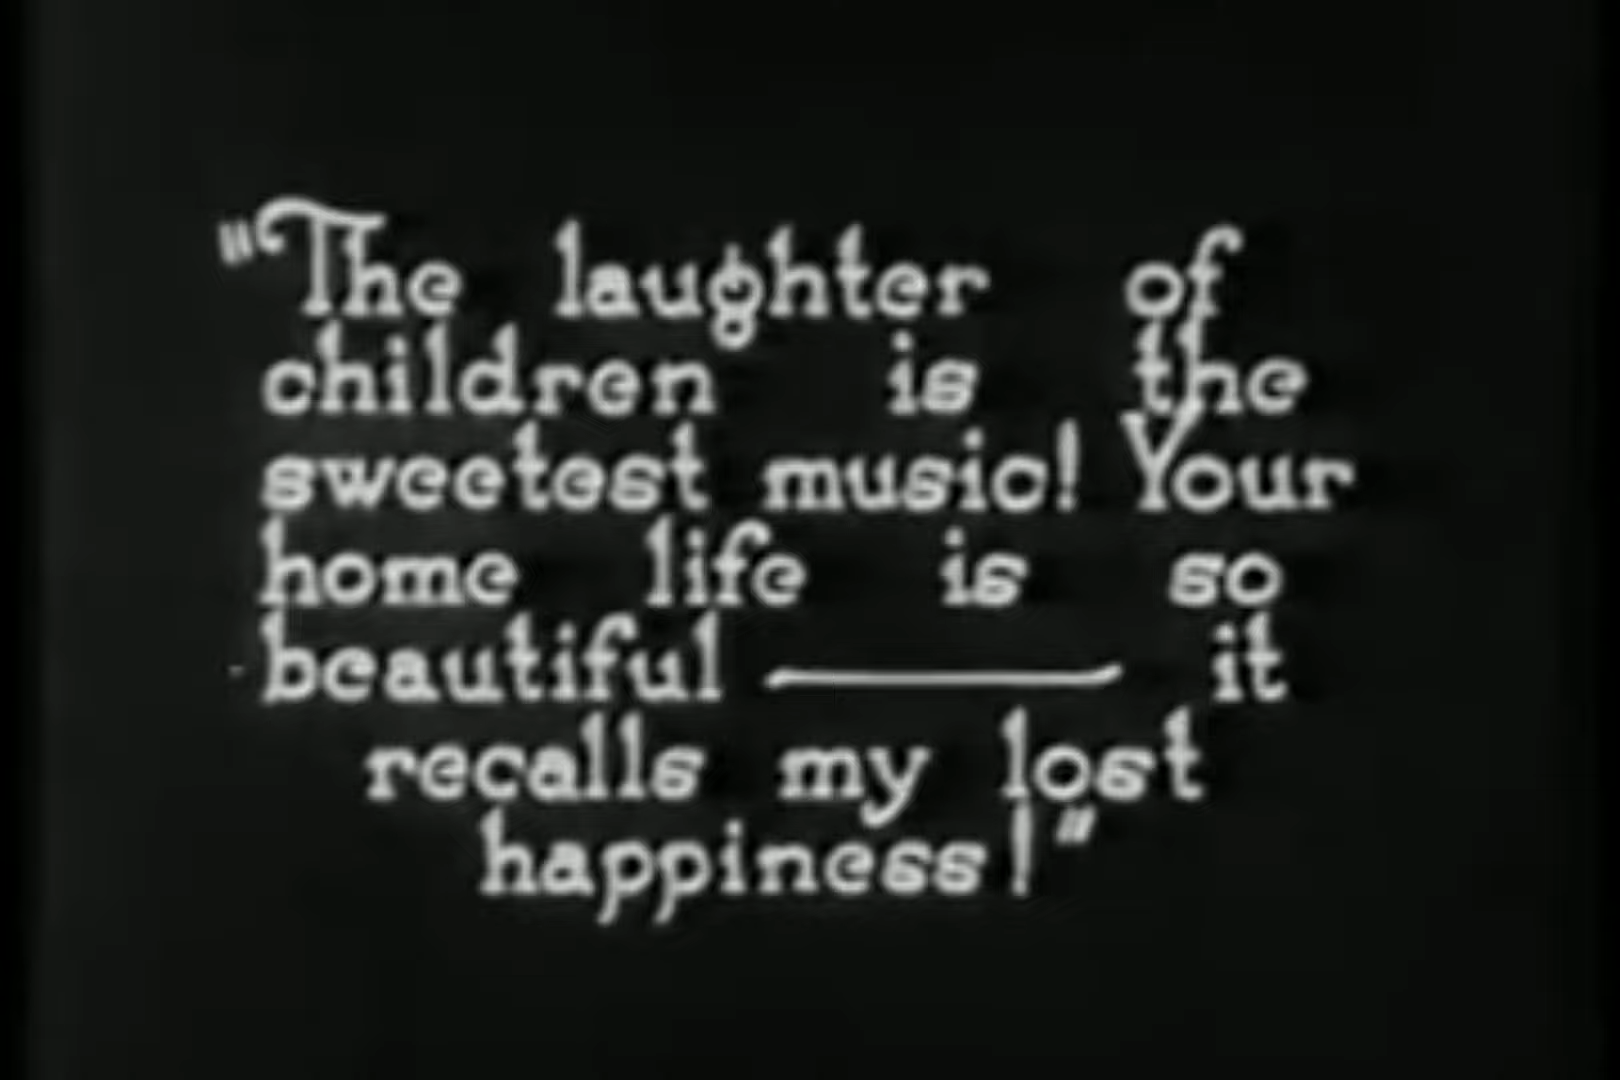 "The laughter of
children is the
sweetest music! Your
home life is so
beautiful — it
recalls my lost
happiness!"